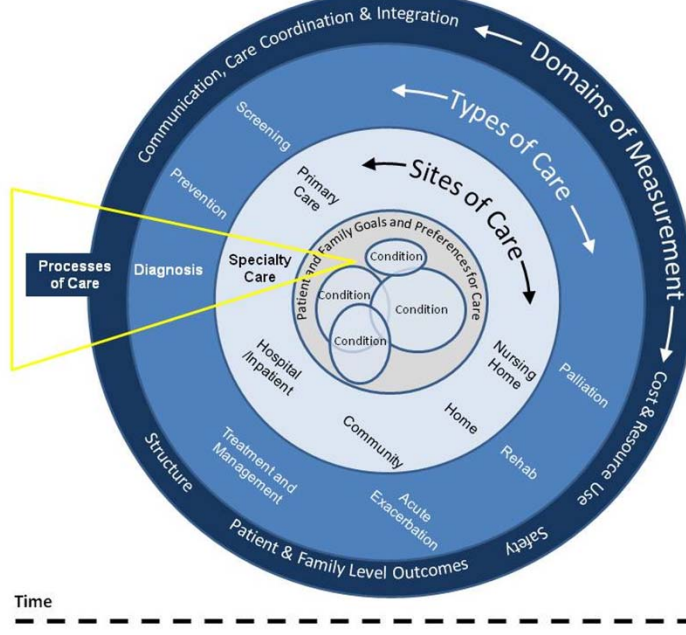 Communication, Care Coordination & Integration
Domains of Measurement
Types of Care
Screening
Sites of Care
Primary
Care
Prevention
Patient and Family Goals and Preferences for Care
Condition
Processes
of Care
Diagnosis
Specialty
Care
Condition
Condition
Condition
Hospital
/Inpatient
Nursing
Home
Palliation
Home
Community
Cost & Resource Use
Rehab
Treatment and
Management
Acute
Exacerbation
Structure
Safety
Patient & Family Level Outcomes
Time